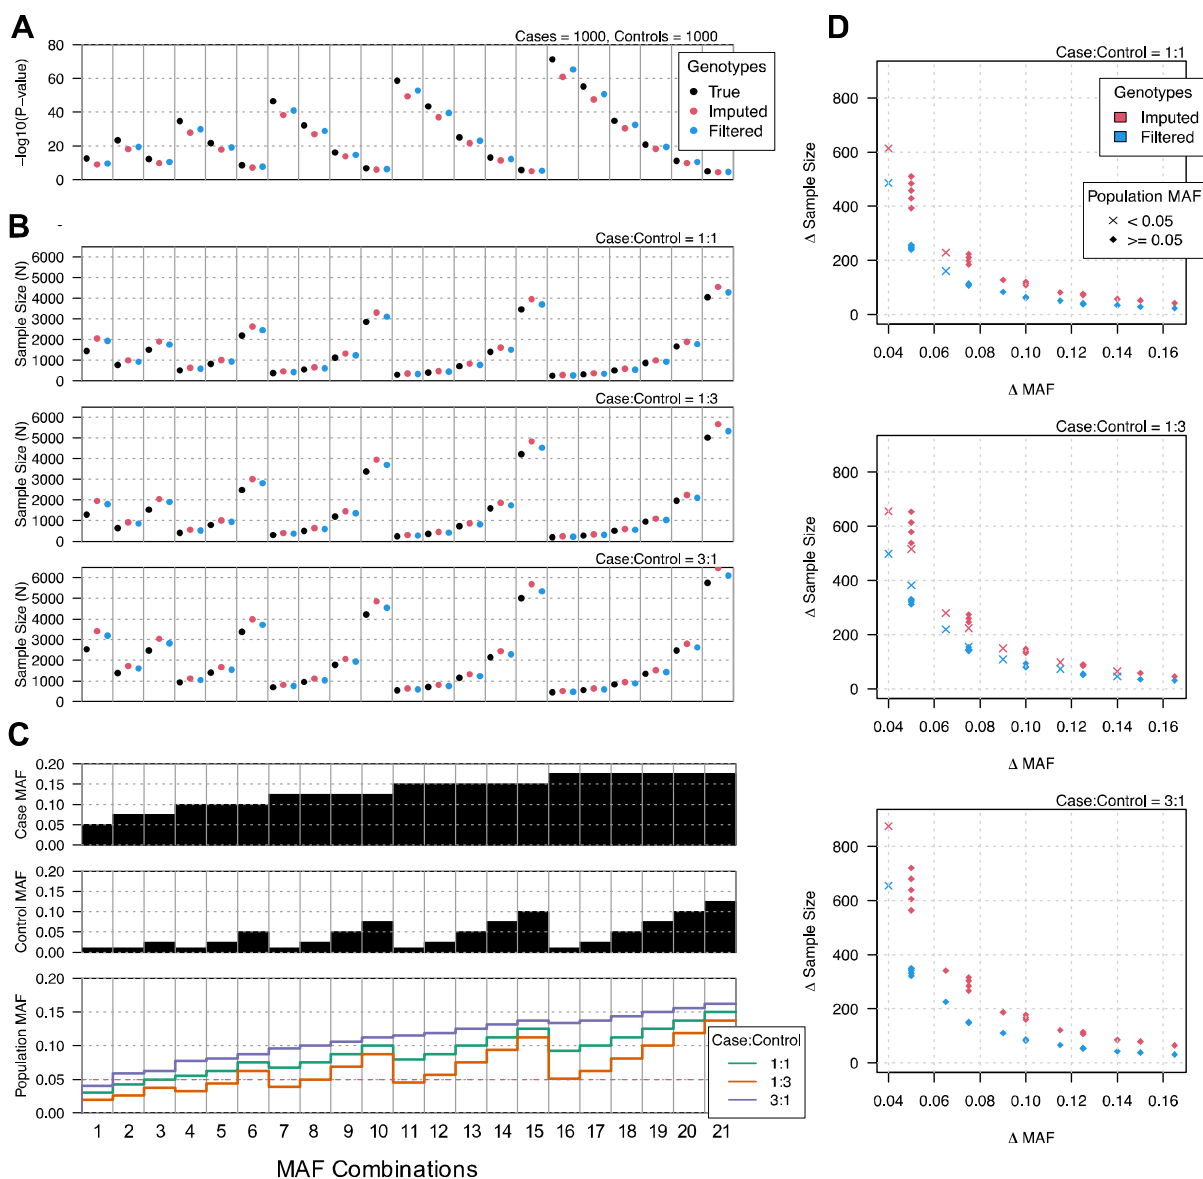 A
Cases = 1000, Controls = 1000
−log10(P−value)
80
60
40
20
0
Genotypes
True
Imputed
Filtered
B
-
Case:Control = 1:1
Sample Size (N)
6000
5000
4000
3000
2000
1000
0
Case:Control = 1:3
Sample Size (N)
6000
5000
4000
3000
2000
1000
0
Case:Control = 3:1
Sample Size (N)
6000
5000
4000
3000
2000
1000
0
C
Case MAF
0.20
0.15
0.10
0.05
0.00
Control MAF
0.20
0.15
0.10
0.05
0.00
Population MAF
0.20
0.15
0.10
0.05
0.00
Case:Control
1:1
1:3
3:1
1 2 3 4 5 6 7 8 9 10 11 12 13 14 15 16 17 18 19 20 21
MAF Combinations
D
Case:Control = 1:1
Δ Sample Size
800
600
400
200
0
Genotypes
Imputed
Filtered
Population MAF
< 0.05
>= 0.05
0.04 0.06 0.08 0.10 0.12 0.14 0.16
Δ MAF
Case:Control = 1:3
Δ Sample Size
800
600
400
200
0
0.04 0.06 0.08 0.10 0.12 0.14 0.16
Δ MAF
Case:Control = 3:1
Δ Sample Size
800
600
400
200
0
0.04 0.06 0.08 0.10 0.12 0.14 0.16
Δ MAF